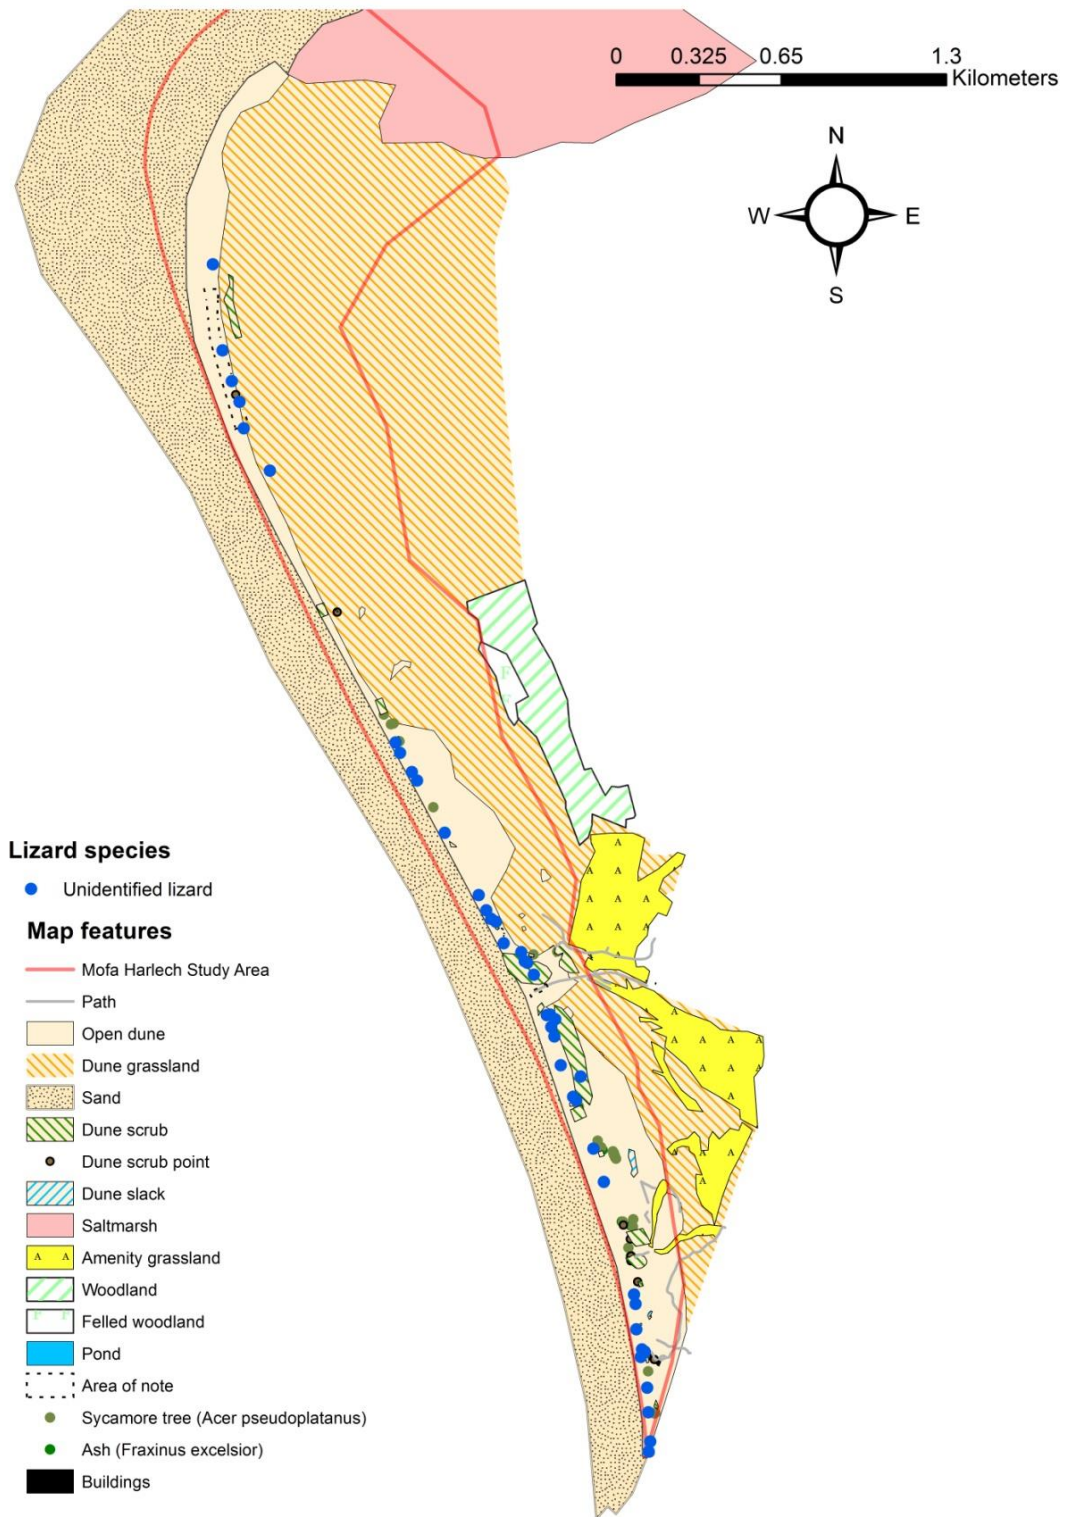 0 0.325 0.65 1.3
Kilometers
N
W E
S
Lizard species
Unidentified lizard
Map features
Mofa Harlech Study Area
Path
Open dune
Dune grassland
Sand
Dune scrub
Dune scrub point
Dune slack
Saltmarsh
A A Amenity grassland
Woodland
F F Felled woodland
Pond
Area of note
Sycamore tree (Acer pseudoplatanus)
Ash (Fraxinus excelsior)
Buildings
F
F
A
A A
A A A
A A A
A
A A
A A A A
A A
A
A A
A